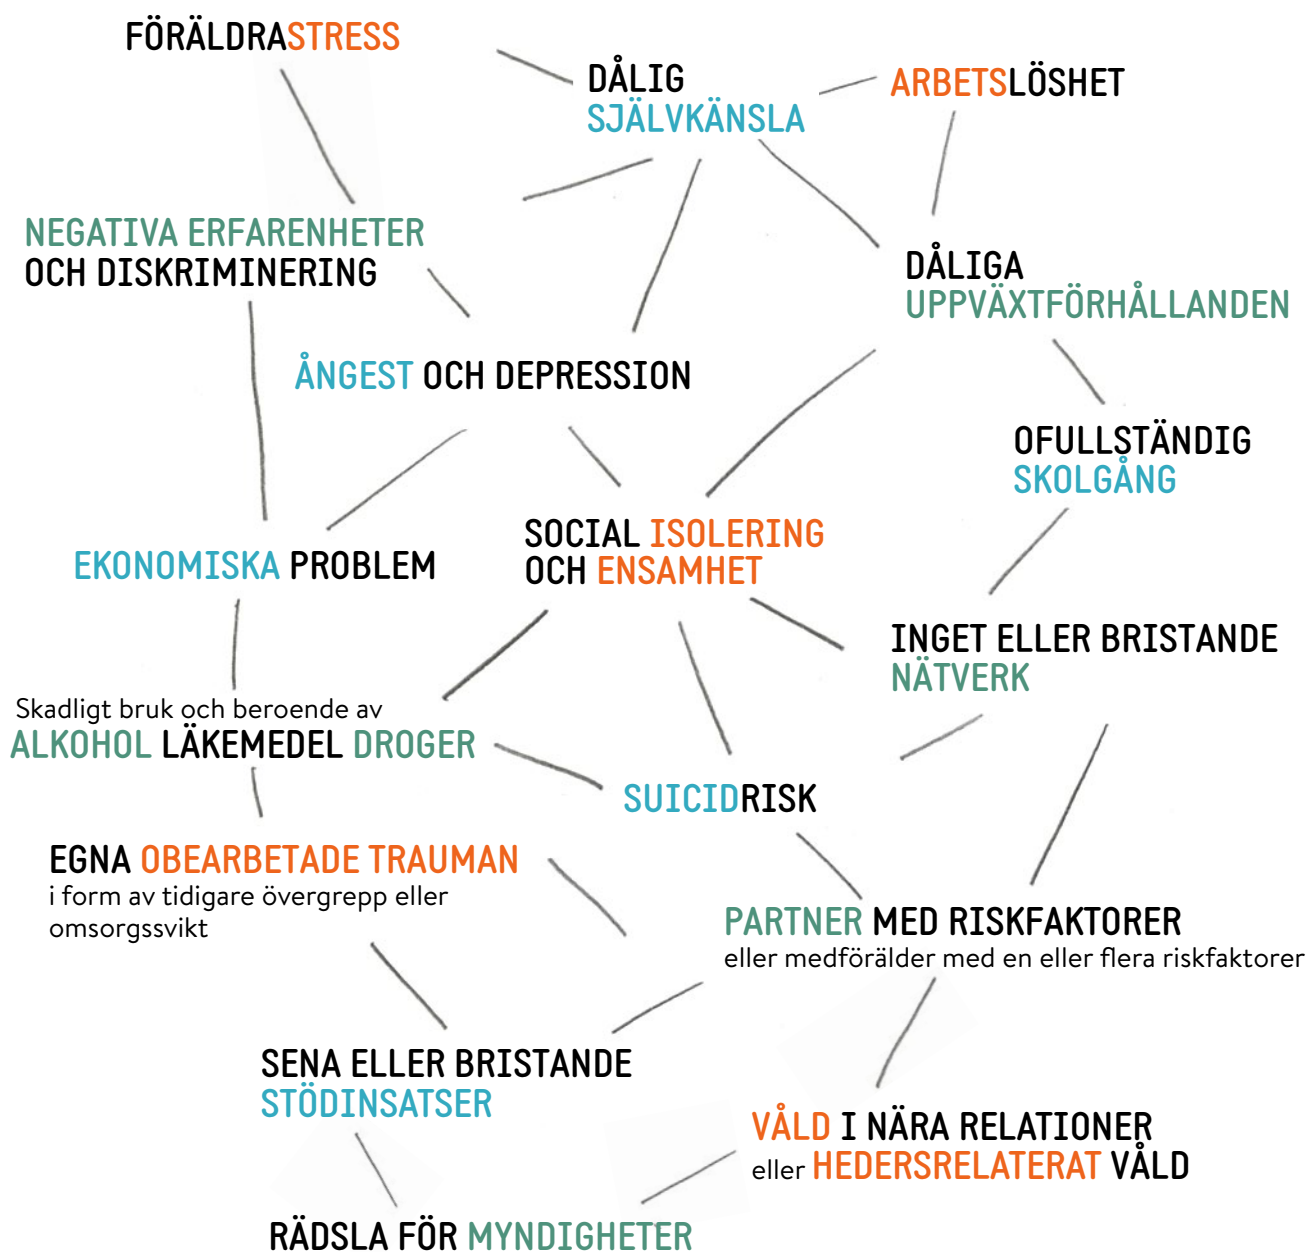 FÖRÄLDRASTRESS
DÅLIG
SJÄLVKÄNSLA
ARBETSLÖSHET
NEGATIVA ERFARENHETER
OCH DISKRIMINERING
DÅLIGA
UPPVÄXTFÖRHÅLLANDEN
ÅNGEST OCH DEPRESSION
OFULLSTÄNDIG
SKOLGÅNG
SOCIAL ISOLERING
OCH ENSAMHET
EKONOMISKA PROBLEM
INGET ELLER BRISTANDE
NÄTVERK
Skadligt bruk och beroende av
ALKOHOL LÄKEMEDEL DROGER
SUICIDRISK
EGNA OBEARBETADE TRAUMAN
i form av tidigare övergrepp eller
omsorgssvikt
PARTNER MED RISKFAKTORER
eller medförälder med en eller flera riskfaktorer
SENA ELLER BRISTANDE
STÖDINSATSER
VÅLD I NÄRA RELATIONER
eller HEDERSRELATERAT VÅLD
RÄDSLA FÖR MYNDIGHETER